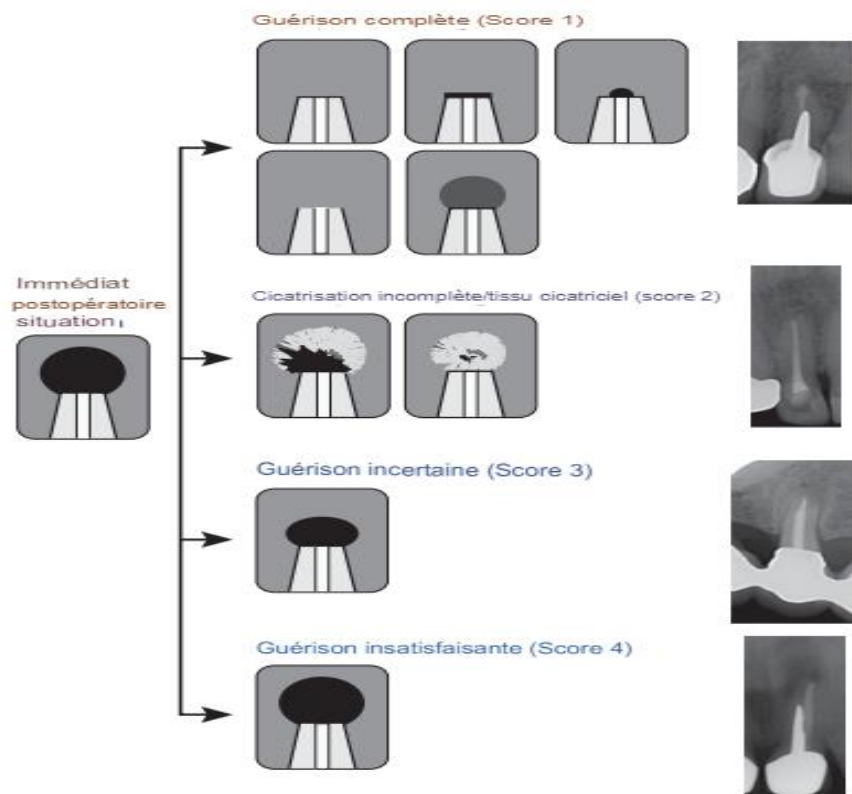 Guérison complète (Score 1)
Immédiat
postopératoire
situation
Cicatrisation incomplète/tissu cicatriciel (score 2)
Guérison incertaine (Score 3)
Guérison insatisfaisante (Score 4)